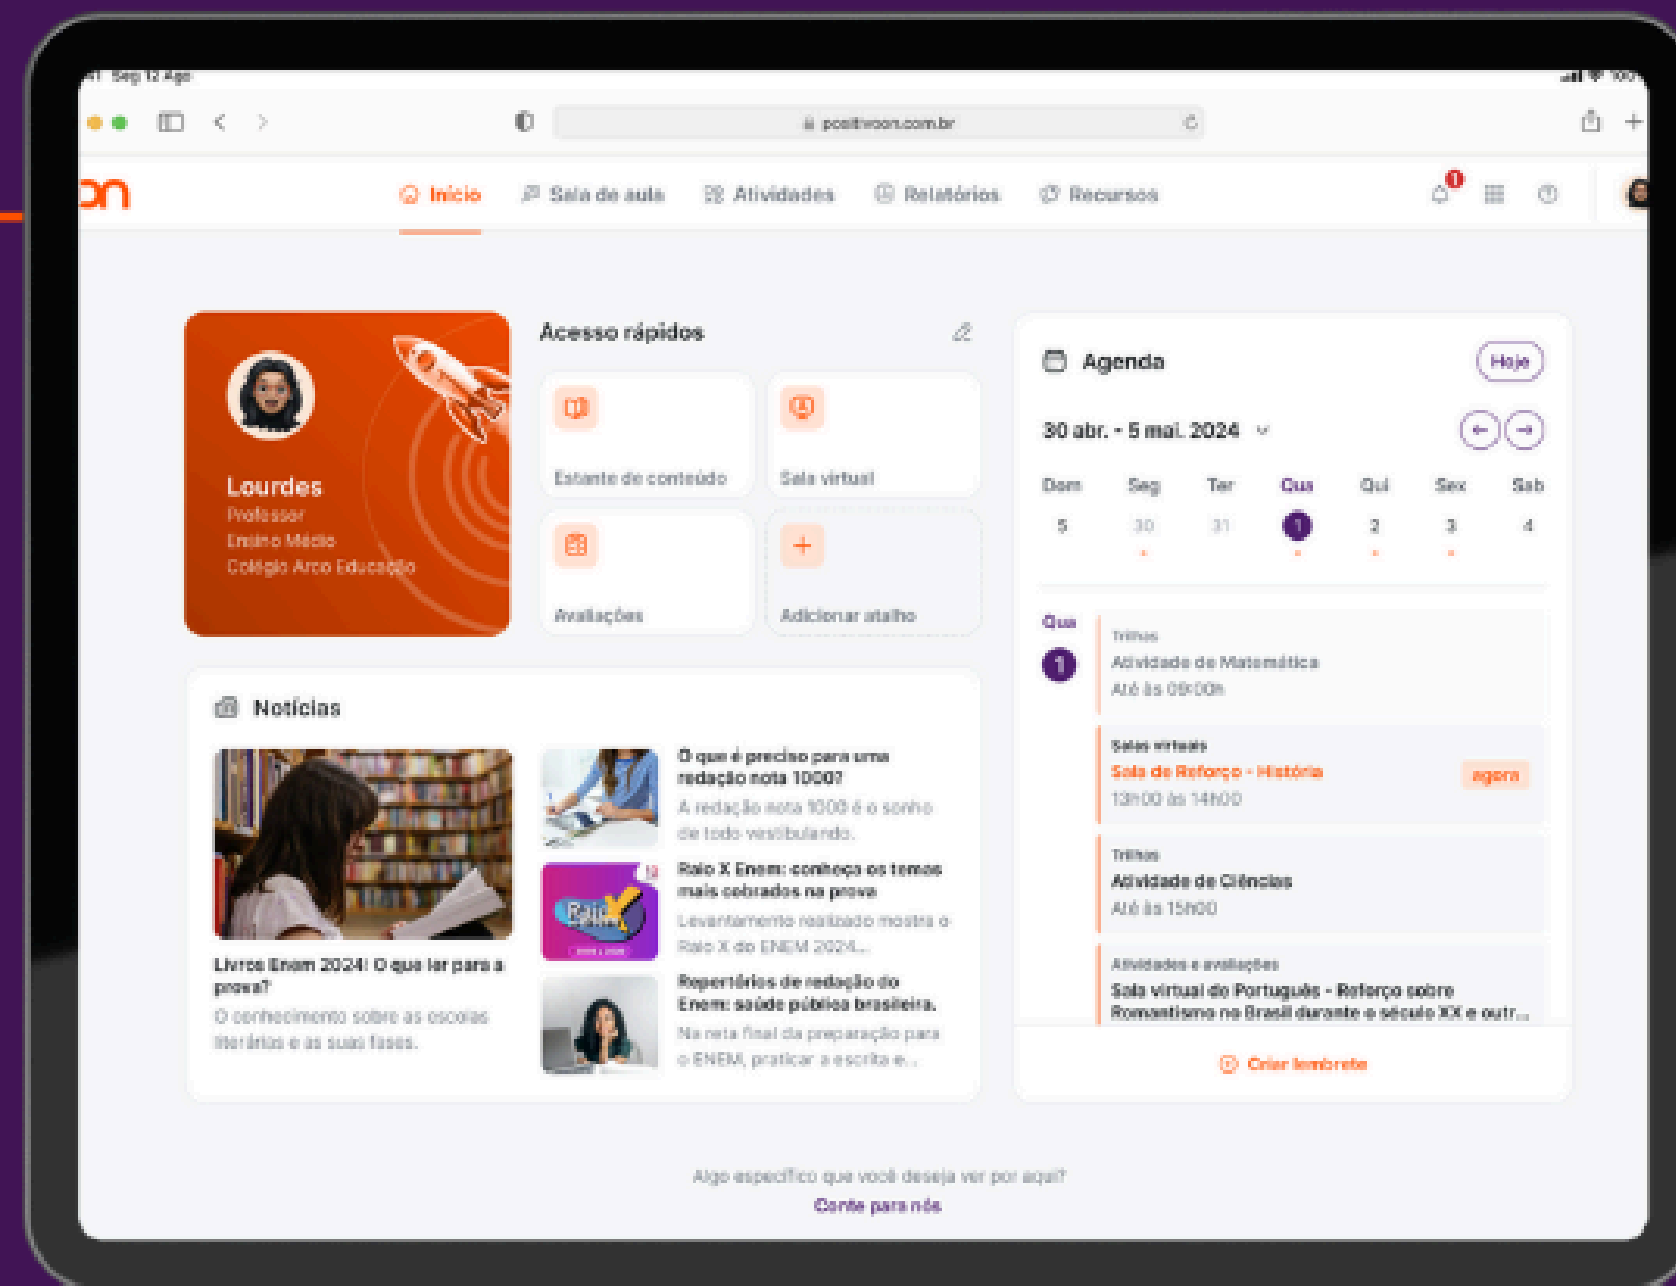 Seg 12 Ago
positivoon.com.br
on
Início
Sala de aula
Atividades
Relatórios
Recursos
1
Lourdes
Professor
Ensino Médio
Colégio Arco Educação
Acesso rápidos
Estante de conteúdo
Sala virtual
Avaliações
Adicionar atalho
Notícias
Livros Enem 2024! O que ler para a
prova?
O conhecimento sobre as escolas
literárias e as suas fases.
O que é preciso para uma
redação nota 1000?
A redação nota 1000 é o sonho
de todo vestibulando.
Raio X
Raio X Enem: conheça os temas
mais cobrados na prova
Levantamento realizado mostra o
Raio X do ENEM 2024...
Repertórios de redação do
Enem: saúde pública brasileira.
Na reta final da preparação para
o ENEM, praticar a escrita e...
Agenda
Hoje
30 abr. - 5 mai. 2024
Dom Seg Ter Qua Qui Sex Sab
5 30 31 1 2 3 4
Qua
1
Trilhas
Atividade de Matemática
Até às 09:00h
Salas virtuais
Sala de Reforço - História
agora
13h00 às 14h00
Trilhas
Atividade de Ciências
Até às 15h00
Atividades e avaliações
Sala virtual de Português - Reforço sobre
Romantismo no Brasil durante o século XX e outr...
Criar lembrete
Algo específico que você deseja ver por aqui?
Conte para nós